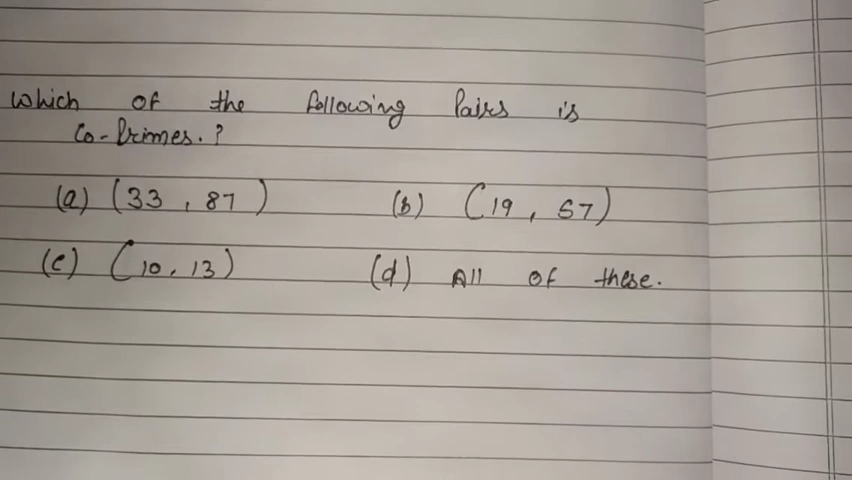 Which of the following Pairs is
Co-Primes.?
(a) (33, 87) (b) (19, 57)
(c) (10, 13) (d) All of these.